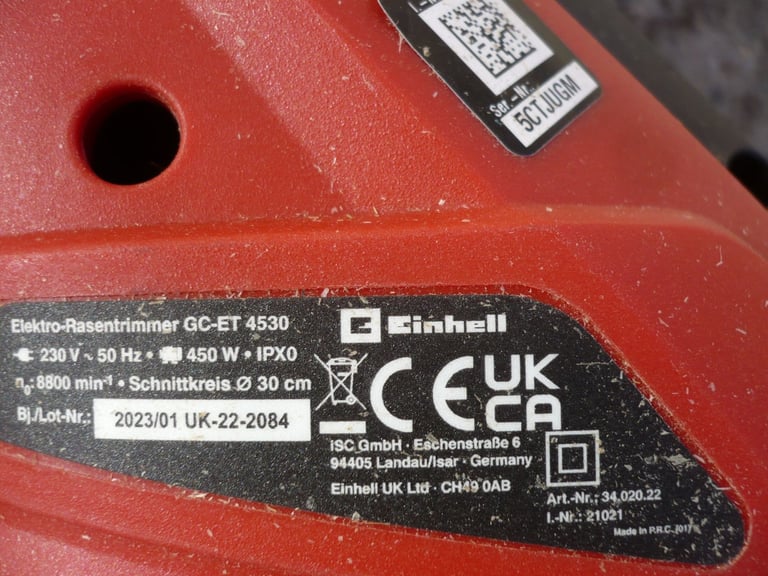 Ser.-Nr.:
5CTJUGM
Elektro-Rasentrimmer GC-ET 4530
230 V ~ 50 Hz • 450 W • IPX0
n₀: 8800 min⁻¹ • Schnittkreis Ø 30 cm
Bj./Lot-Nr.: 2023/01 UK-22-2084
Einhell
CE UK
CA
iSC GmbH · Eschenstraße 6
94405 Landau/Isar · Germany
Einhell UK Ltd · CH49 0AB
Art.-Nr.: 34.020.22
I.-Nr.: 21021
Made in P.R.C. (01)